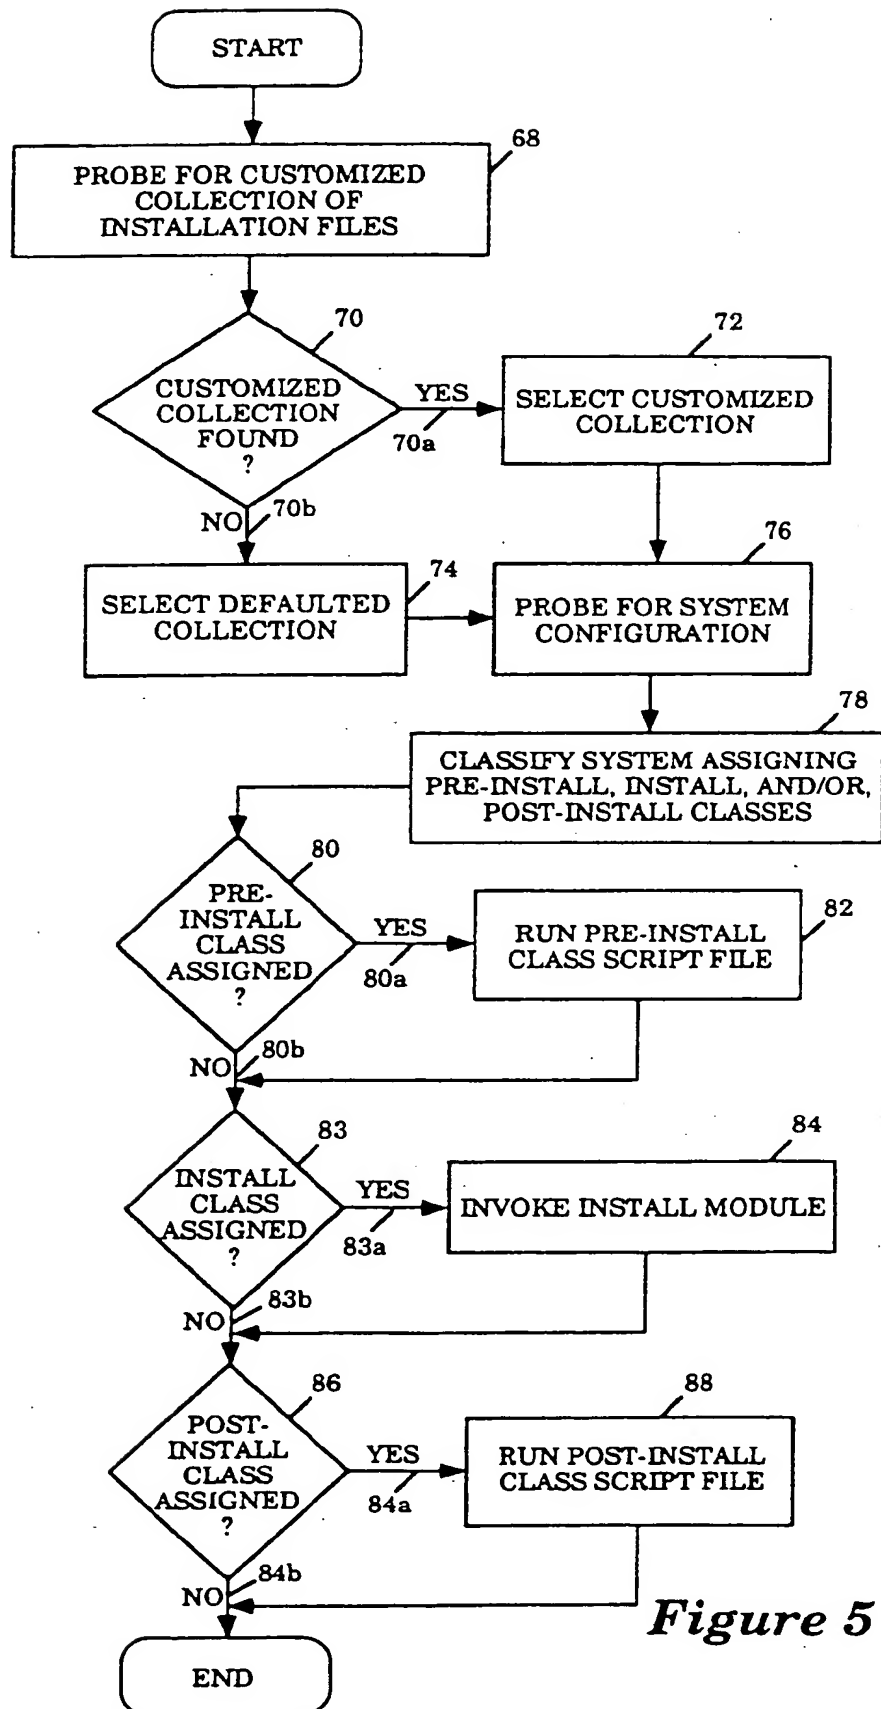 START
68
PROBE FOR CUSTOMIZED
COLLECTION OF
INSTALLATION FILES
70
CUSTOMIZED
COLLECTION
FOUND
?
YES
70a
72
SELECT CUSTOMIZED
COLLECTION
NO
70b
74
SELECT DEFAULTED
COLLECTION
76
PROBE FOR SYSTEM
CONFIGURATION
78
CLASSIFY SYSTEM ASSIGNING
PRE-INSTALL, INSTALL, AND/OR,
POST-INSTALL CLASSES
80
PRE-
INSTALL
CLASS
ASSIGNED
?
YES
80a
82
RUN PRE-INSTALL
CLASS SCRIPT FILE
NO
80b
83
INSTALL
CLASS
ASSIGNED
?
YES
83a
84
INVOKE INSTALL MODULE
NO
83b
86
POST-
INSTALL
CLASS
ASSIGNED
?
YES
84a
88
RUN POST-INSTALL
CLASS SCRIPT FILE
NO
84b
END
Figure 5